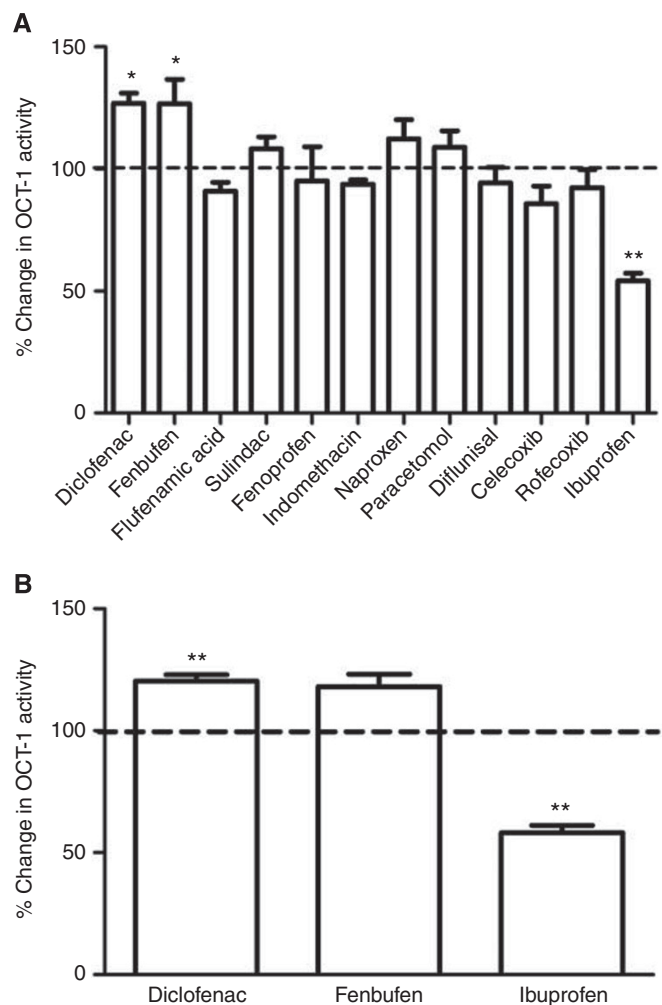 A
% Change in OCT-1 activity
150
100
50
0
* * **
Diclofenac
Fenbufen
Flufenamic acid
Sulindac
Fenoprofen
Indomethacin
Naproxen
Paracetomol
Diflunisal
Celecoxib
Rofecoxib
Ibuprofen
B
% Change in OCT-1 activity
150
100
50
0
** **
Diclofenac Fenbufen Ibuprofen